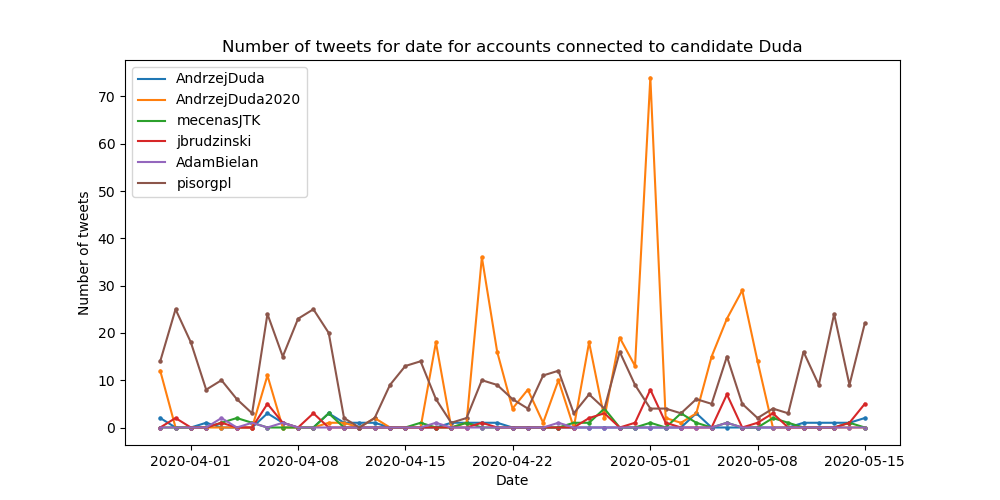 Number of tweets for date for accounts connected to candidate Duda
AndrzejDuda
AndrzejDuda2020
mecenasJTK
jbrudzinski
AdamBielan
pisorgpl
Number of tweets
70
60
50
40
30
20
10
0
2020-04-01
2020-04-08
2020-04-15
2020-04-22
2020-05-01
2020-05-08
2020-05-15
Date